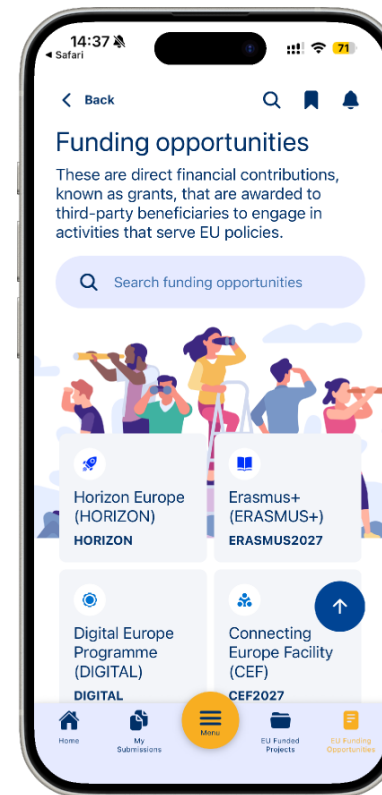 14:37
71
Safari
Back
Funding opportunities
These are direct financial contributions,
known as grants, that are awarded to
third-party beneficiaries to engage in
activities that serve EU policies.
Search funding opportunities
Horizon Europe
(HORIZON)
HORIZON
Erasmus+
(ERASMUS+)
ERASMUS2027
Digital Europe
Programme
(DIGITAL)
DIGITAL
Connecting
Europe Facility
(CEF)
CEF2027
Home
My
Submissions
Menu
EU Funded
Projects
EU Funding
Opportunities